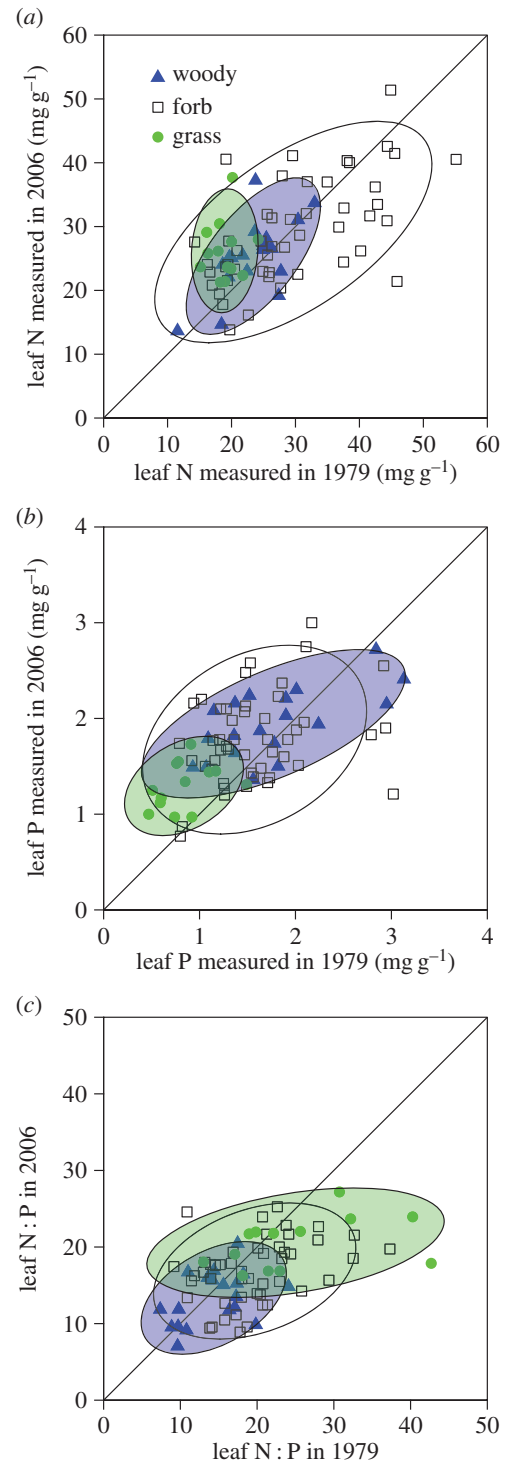 (a)
60
woody
forb
grass
50
40
30
20
10
0
leaf N measured in 2006 (mg g–1)
0 10 20 30 40 50 60
leaf N measured in 1979 (mg g–1)
(b)
4
3
2
1
0
leaf P measured in 2006 (mg g–1)
0 1 2 3 4
leaf P measured in 1979 (mg g–1)
(c)
50
40
30
20
10
0
leaf N : P in 2006
0 10 20 30 40 50
leaf N : P in 1979